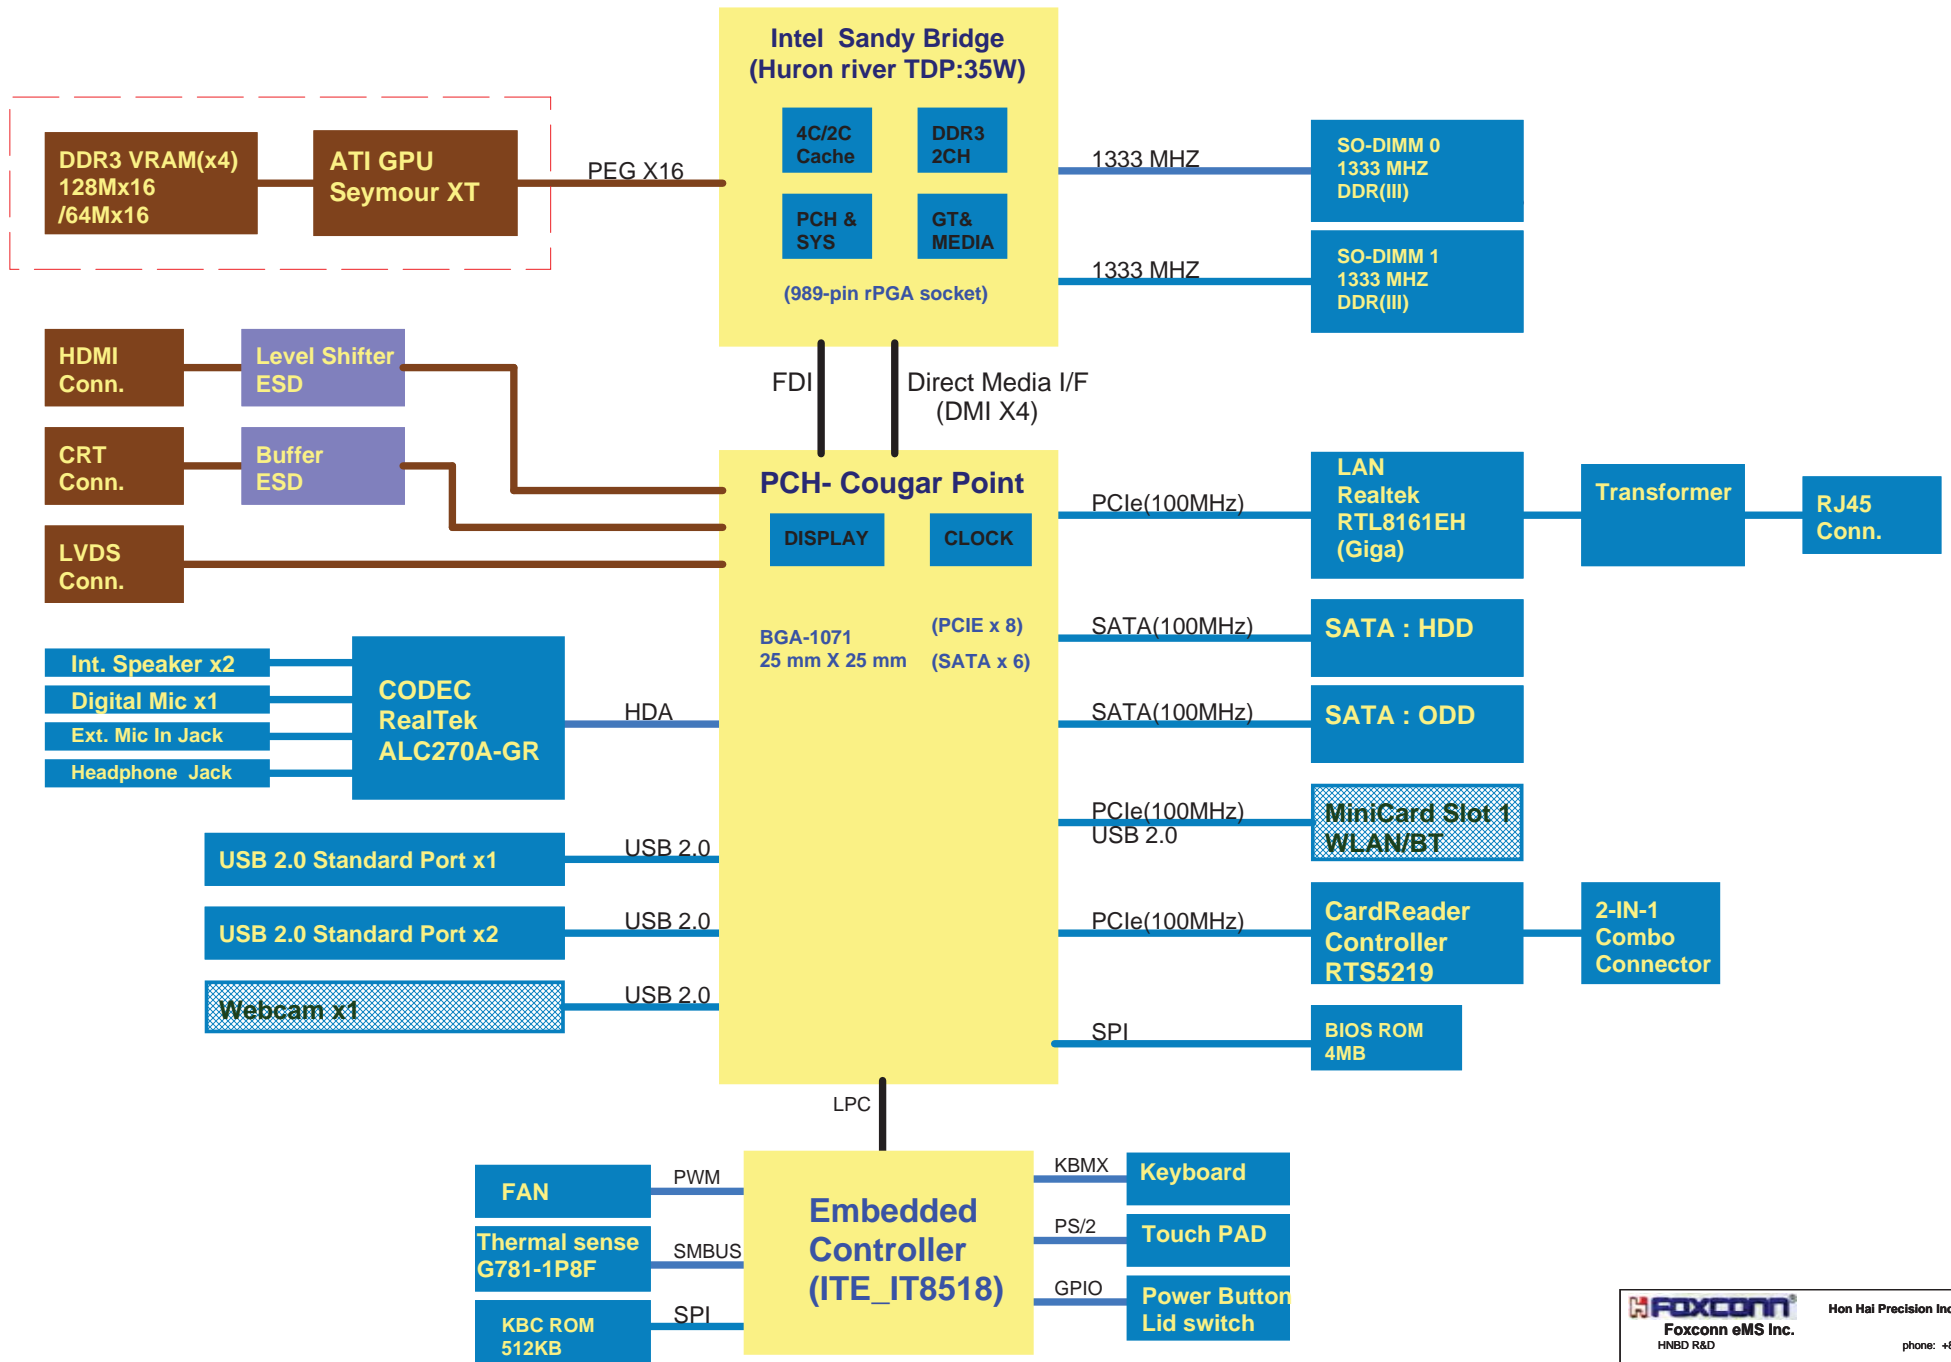 Intel Sandy Bridge
(Huron river TDP:35W)
4C/2C
Cache
DDR3
2CH
PCH &
SYS
GT&
MEDIA
(989-pin rPGA socket)
DDR3 VRAM(x4)
128Mx16
/64Mx16
ATI GPU
Seymour XT
PEG X16
1333 MHZ
SO-DIMM 0
1333 MHZ
DDR(III)
1333 MHZ
SO-DIMM 1
1333 MHZ
DDR(III)
HDMI
Conn.
Level Shifter
ESD
FDI
Direct Media I/F
(DMI X4)
CRT
Conn.
Buffer
ESD
LVDS
Conn.
PCH- Cougar Point
DISPLAY
CLOCK
BGA-1071
25 mm X 25 mm
(PCIE x 8)
(SATA x 6)
PCIe(100MHz)
LAN
Realtek
RTL8161EH
(Giga)
Transformer
RJ45
Conn.
SATA(100MHz)
SATA : HDD
SATA(100MHz)
SATA : ODD
Int. Speaker x2
Digital Mic x1
Ext. Mic In Jack
Headphone Jack
CODEC
RealTek
ALC270A-GR
HDA
PCIe(100MHz)
USB 2.0
MiniCard Slot 1
WLAN/BT
USB 2.0 Standard Port x1
USB 2.0
USB 2.0 Standard Port x2
USB 2.0
Webcam x1
USB 2.0
PCIe(100MHz)
CardReader
Controller
RTS5219
2-IN-1
Combo
Connector
SPI
BIOS ROM
4MB
LPC
FAN
PWM
Thermal sense
G781-1P8F
SMBUS
KBC ROM
512KB
SPI
Embedded
Controller
(ITE_IT8518)
KBMX
Keyboard
PS/2
Touch PAD
GPIO
Power Button
Lid switch
FOXCONN®
Foxconn eMS Inc.
HNBD R&D
Hon Hai Precision
phone: